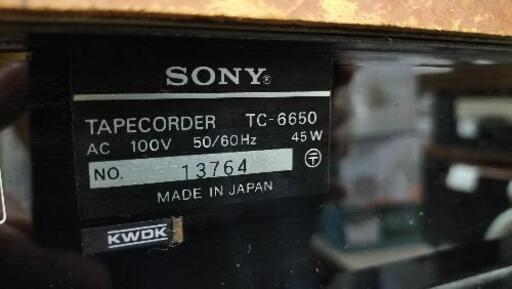 SONY®
TAPECORDER TC-6650
AC 100V 50/60Hz 45W
NO. 13764 〒
MADE IN JAPAN
KWDK